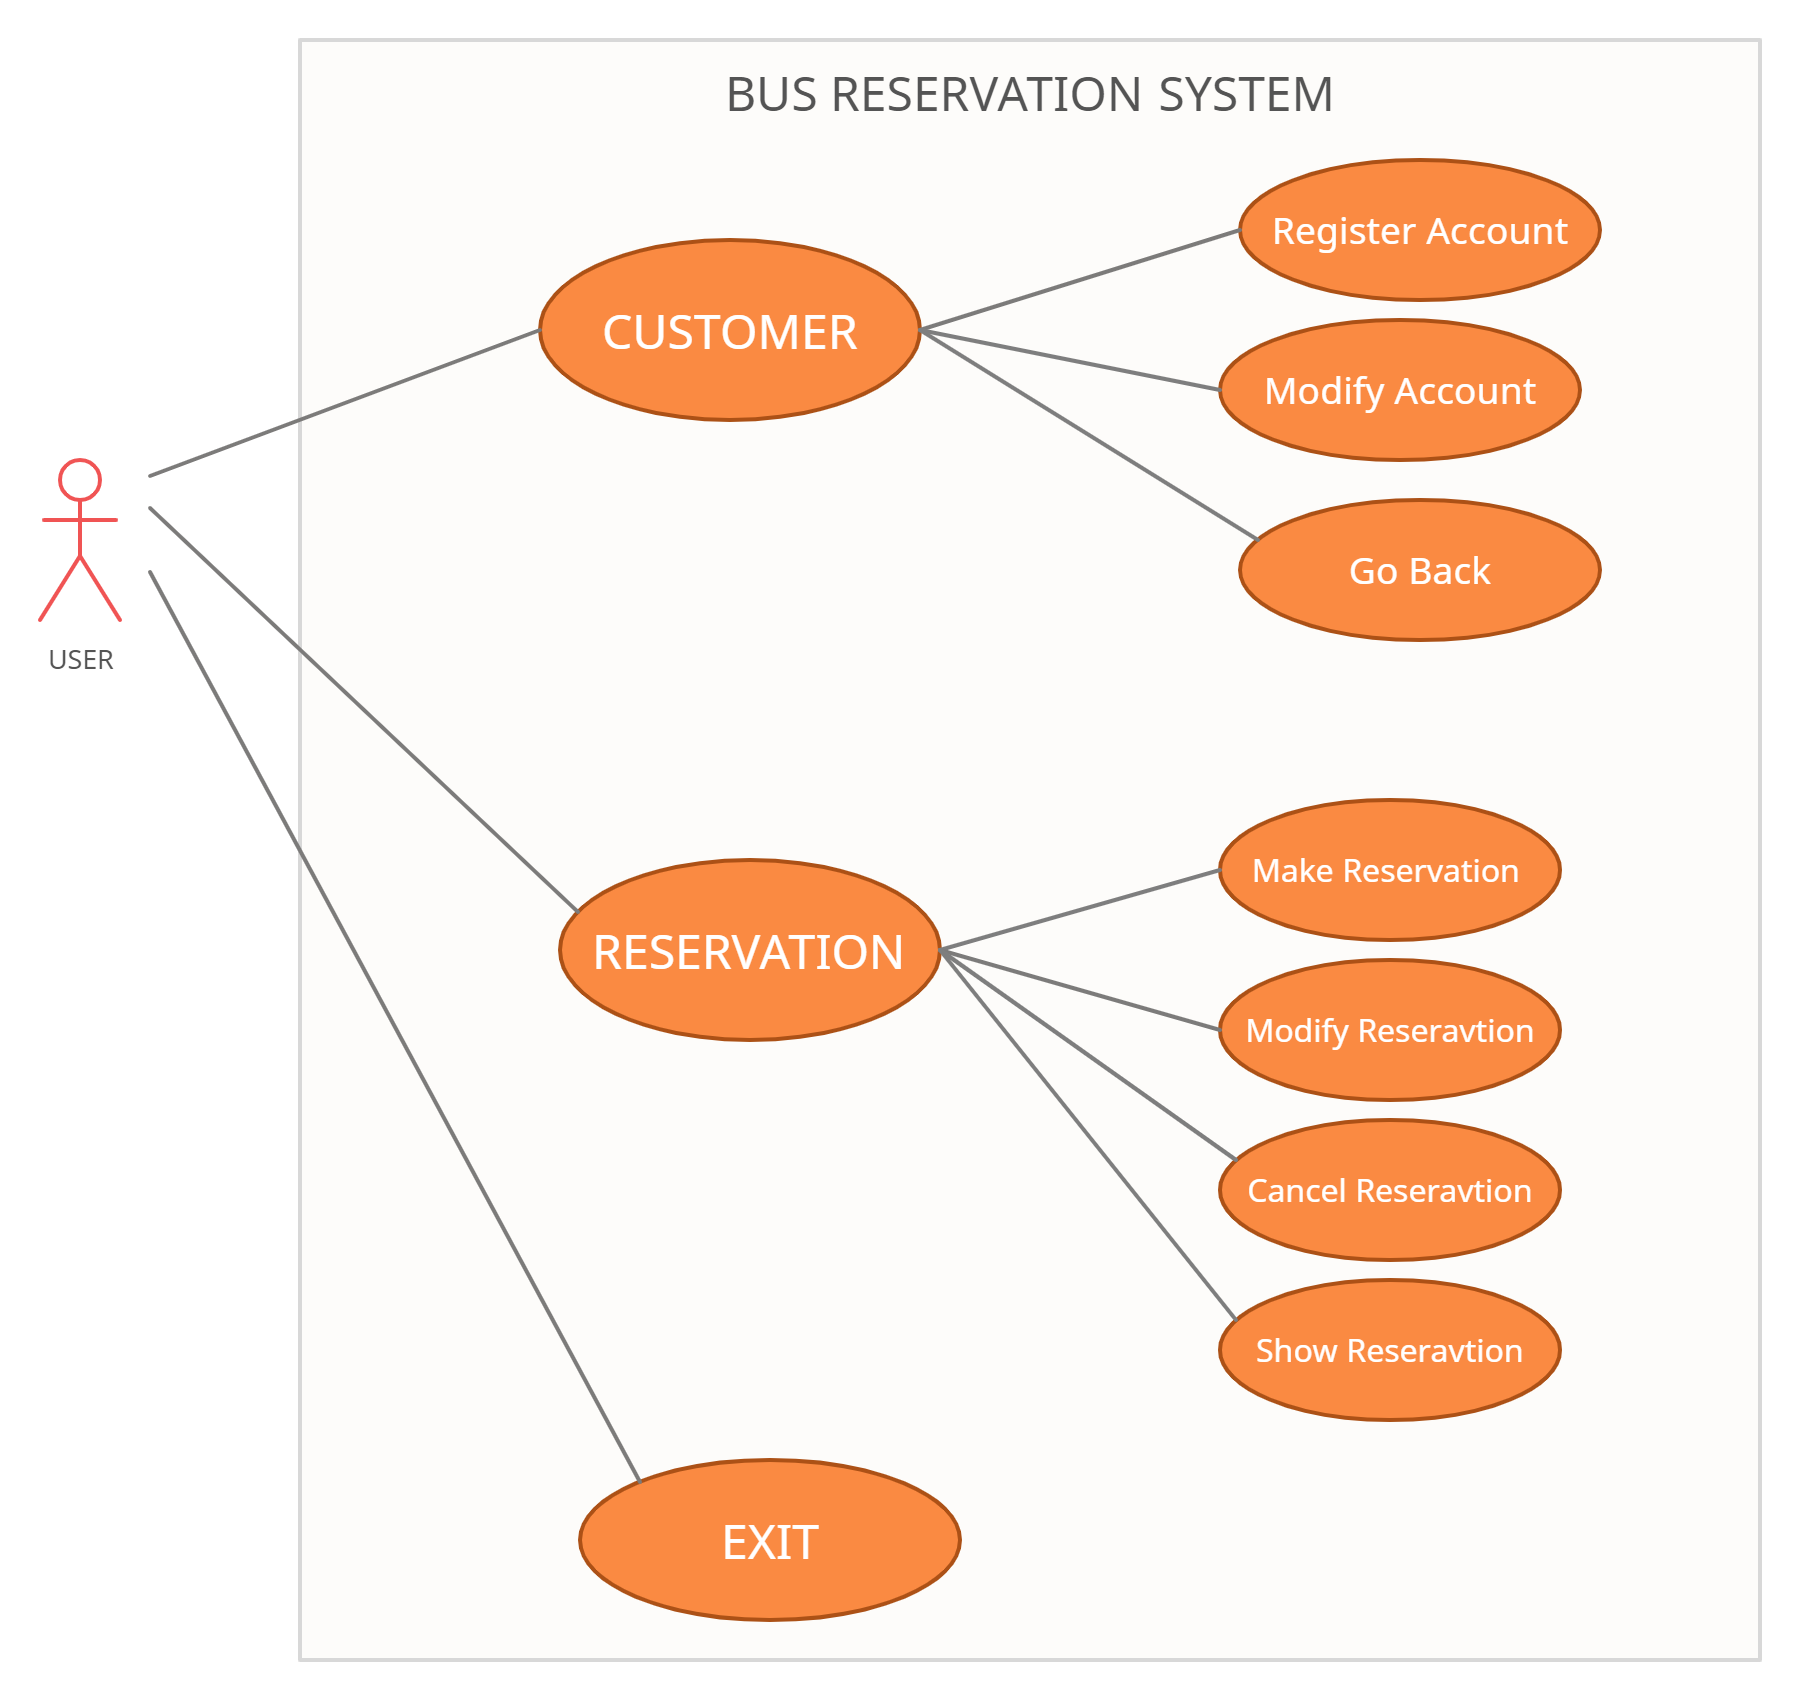 BUS RESERVATION SYSTEM
Register Account
CUSTOMER
Modify Account
Go Back
USER
Make Reservation
RESERVATION
Modify Reseravtion
Cancel Reseravtion
Show Reseravtion
EXIT